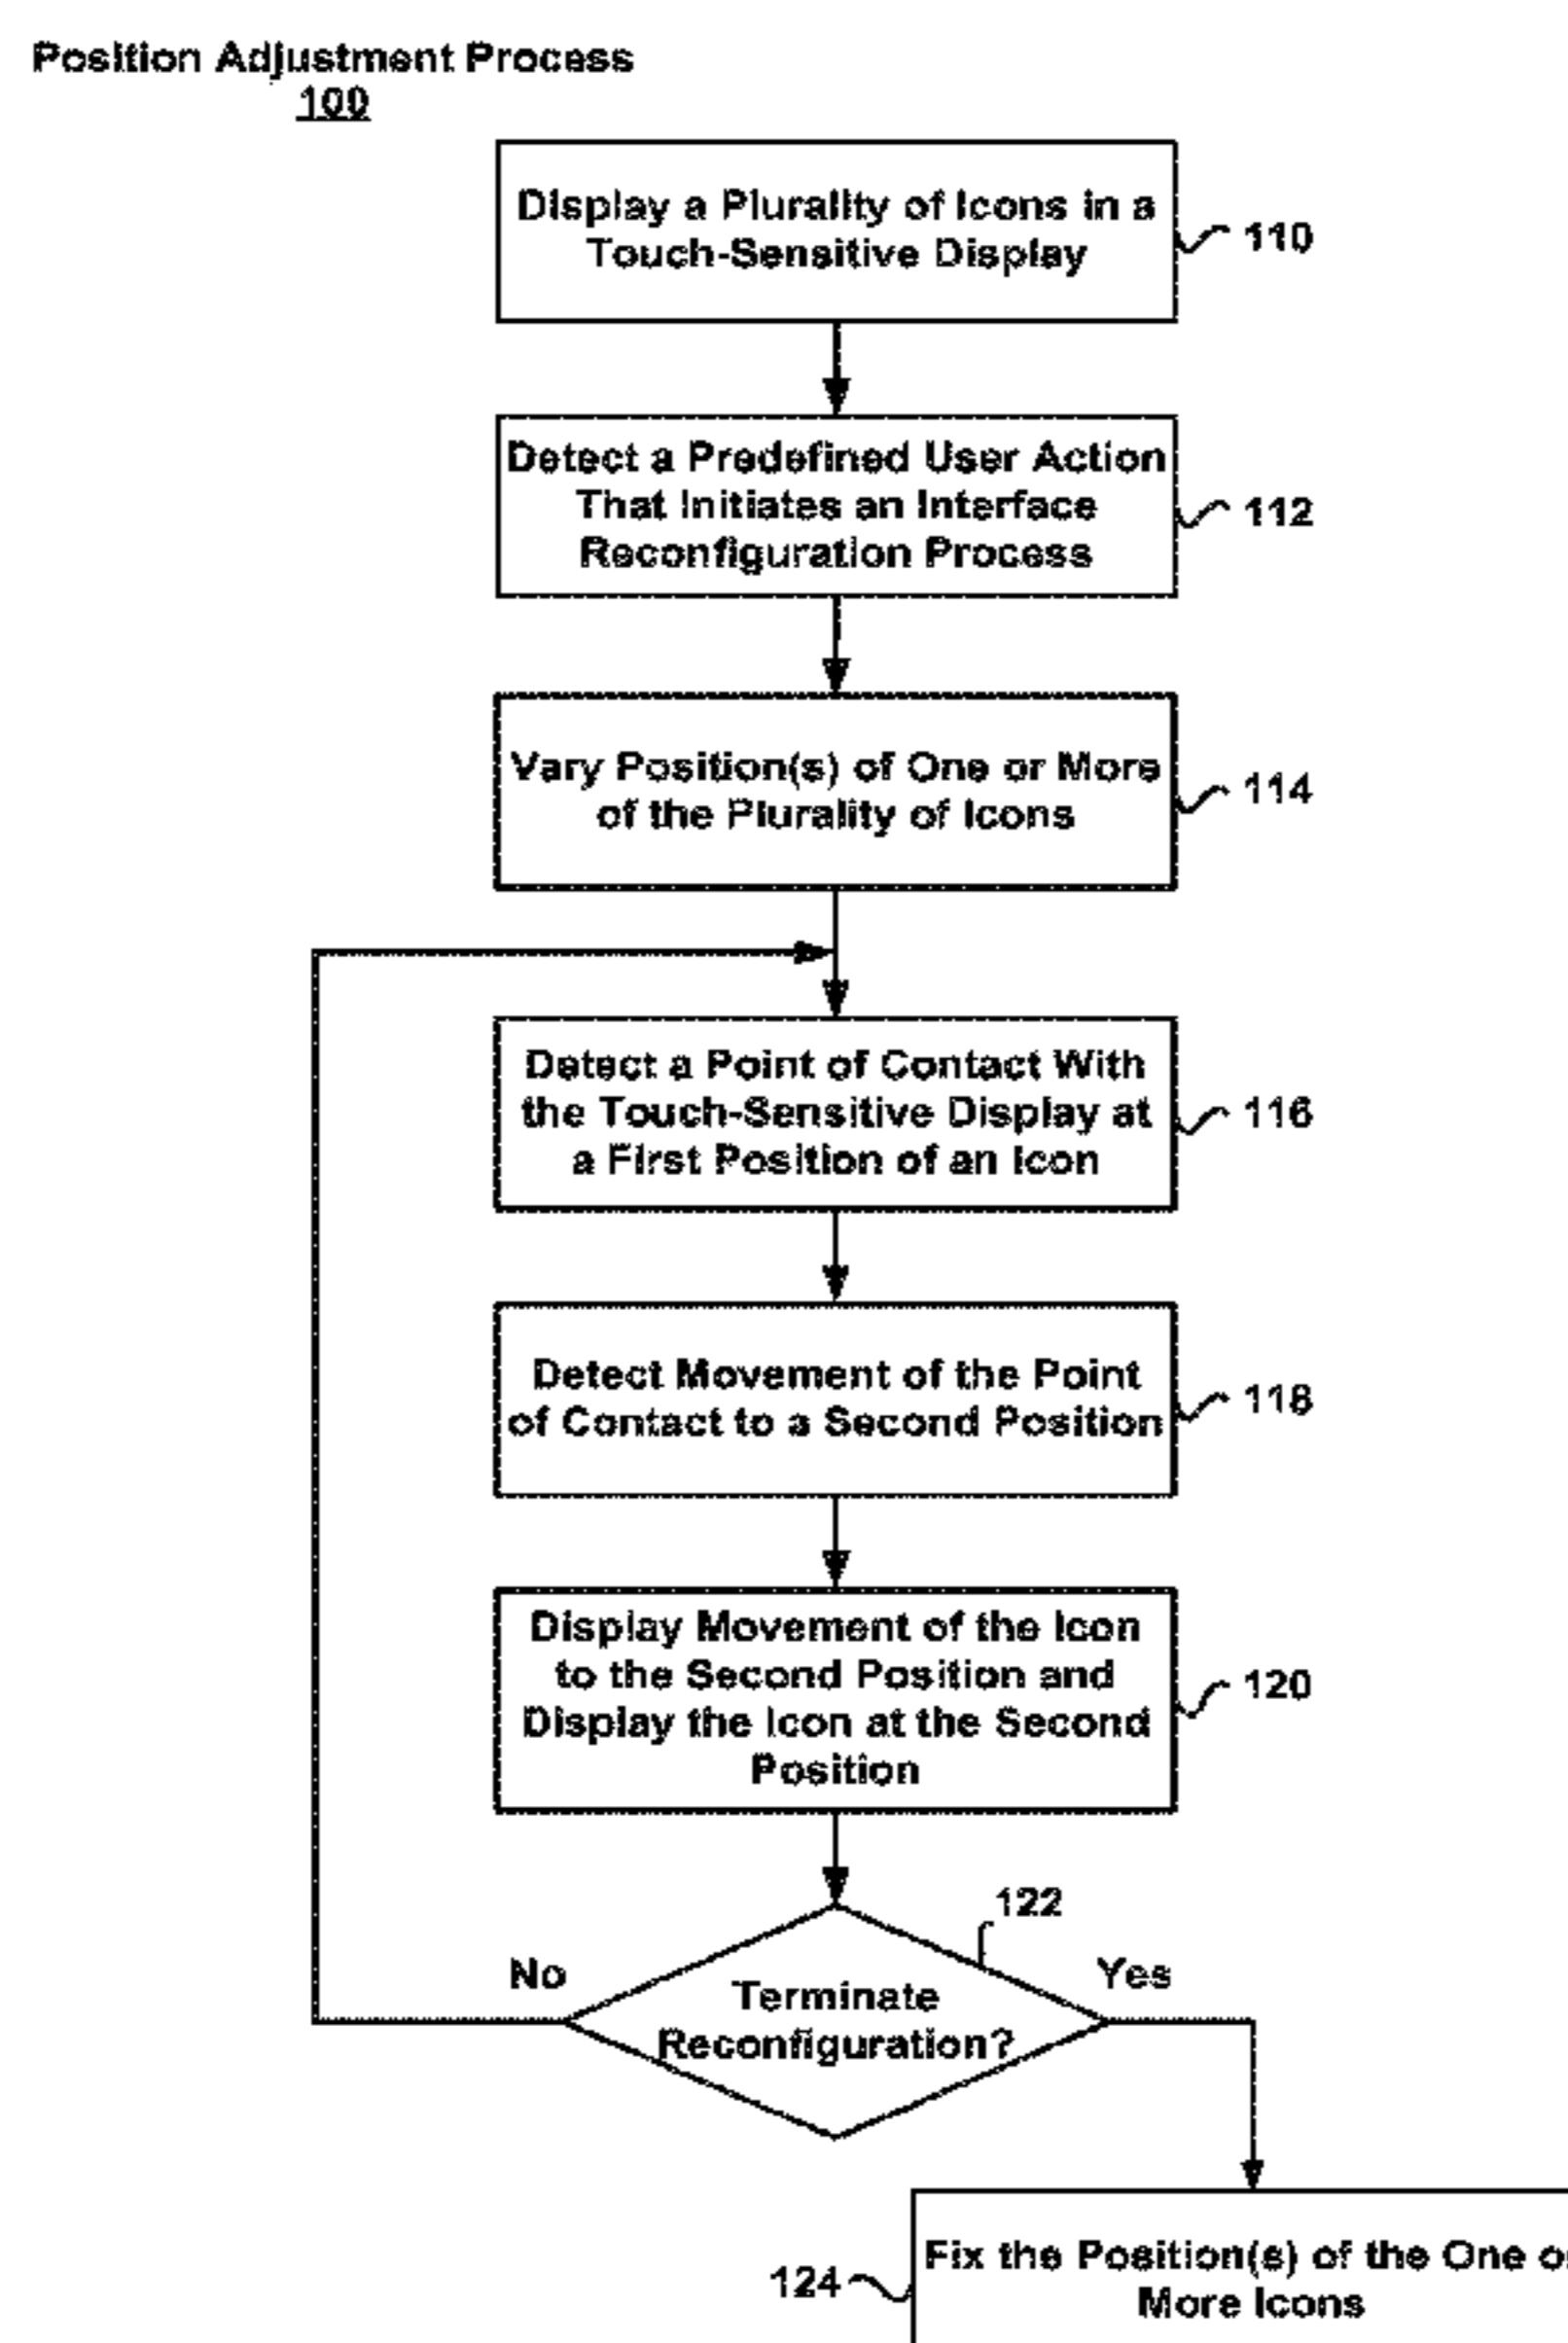 Position Adjustment Process
100
Display a Plurality of Icons in a
Touch-Sensitive Display
110
Detect a Predefined User Action
That Initiates an Interface
Reconfiguration Process
112
Vary Position(s) of One or More
of the Plurality of Icons
114
Detect a Point of Contact With
the Touch-Sensitive Display at
a First Position of an Icon
116
Detect Movement of the Point
of Contact to a Second Position
118
Display Movement of the Icon
to the Second Position and
Display the Icon at the Second
Position
120
122
No
Yes
Terminate
Reconfiguration?
Fix the Position(s) of the One
More Icons
124